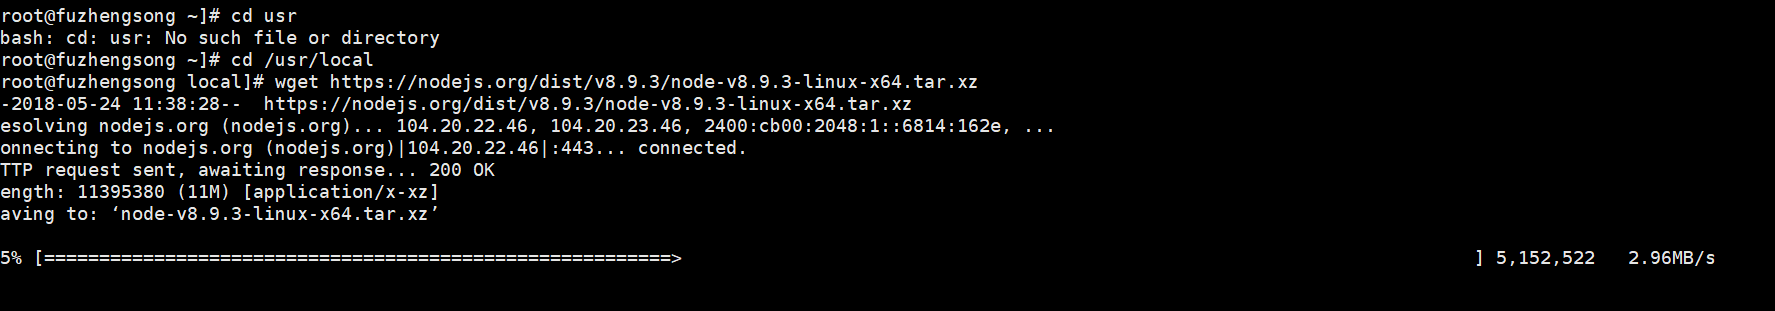 root@fuzhengsong ~]# cd usr
bash: cd: usr: No such file or directory
root@fuzhengsong ~]# cd /usr/local
root@fuzhengsong local]# wget https://nodejs.org/dist/v8.9.3/node-v8.9.3-linux-x64.tar.xz
-2018-05-24 11:38:28--  https://nodejs.org/dist/v8.9.3/node-v8.9.3-linux-x64.tar.xz
esolving nodejs.org (nodejs.org)... 104.20.22.46, 104.20.23.46, 2400:cb00:2048:1::6814:162e, ...
onnecting to nodejs.org (nodejs.org)|104.20.22.46|:443... connected.
TTP request sent, awaiting response... 200 OK
ength: 11395380 (11M) [application/x-xz]
aving to: ‘node-v8.9.3-linux-x64.tar.xz’
5% [=========================================================>                                                                        ] 5,152,522   2.96MB/s